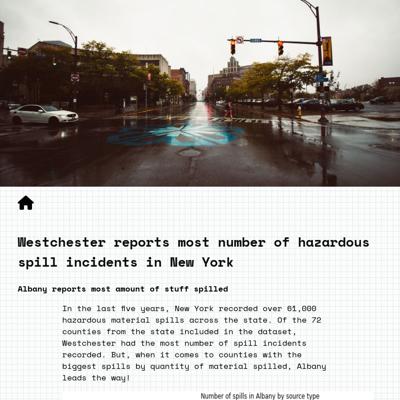 Westchester reports most number of hazardous
spill incidents in New York
Albany reports most amount of stuff spilled
In the last five years, New York recorded over 61,000
hazardous material spills across the state. Of the 72
counties from the state included in the dataset,
Westchester had the most number of spill incidents
recorded. But, when it comes to counties with the
biggest spills by quantity of material spilled, Albany
leads the way!
Number of spills in Albany by source type